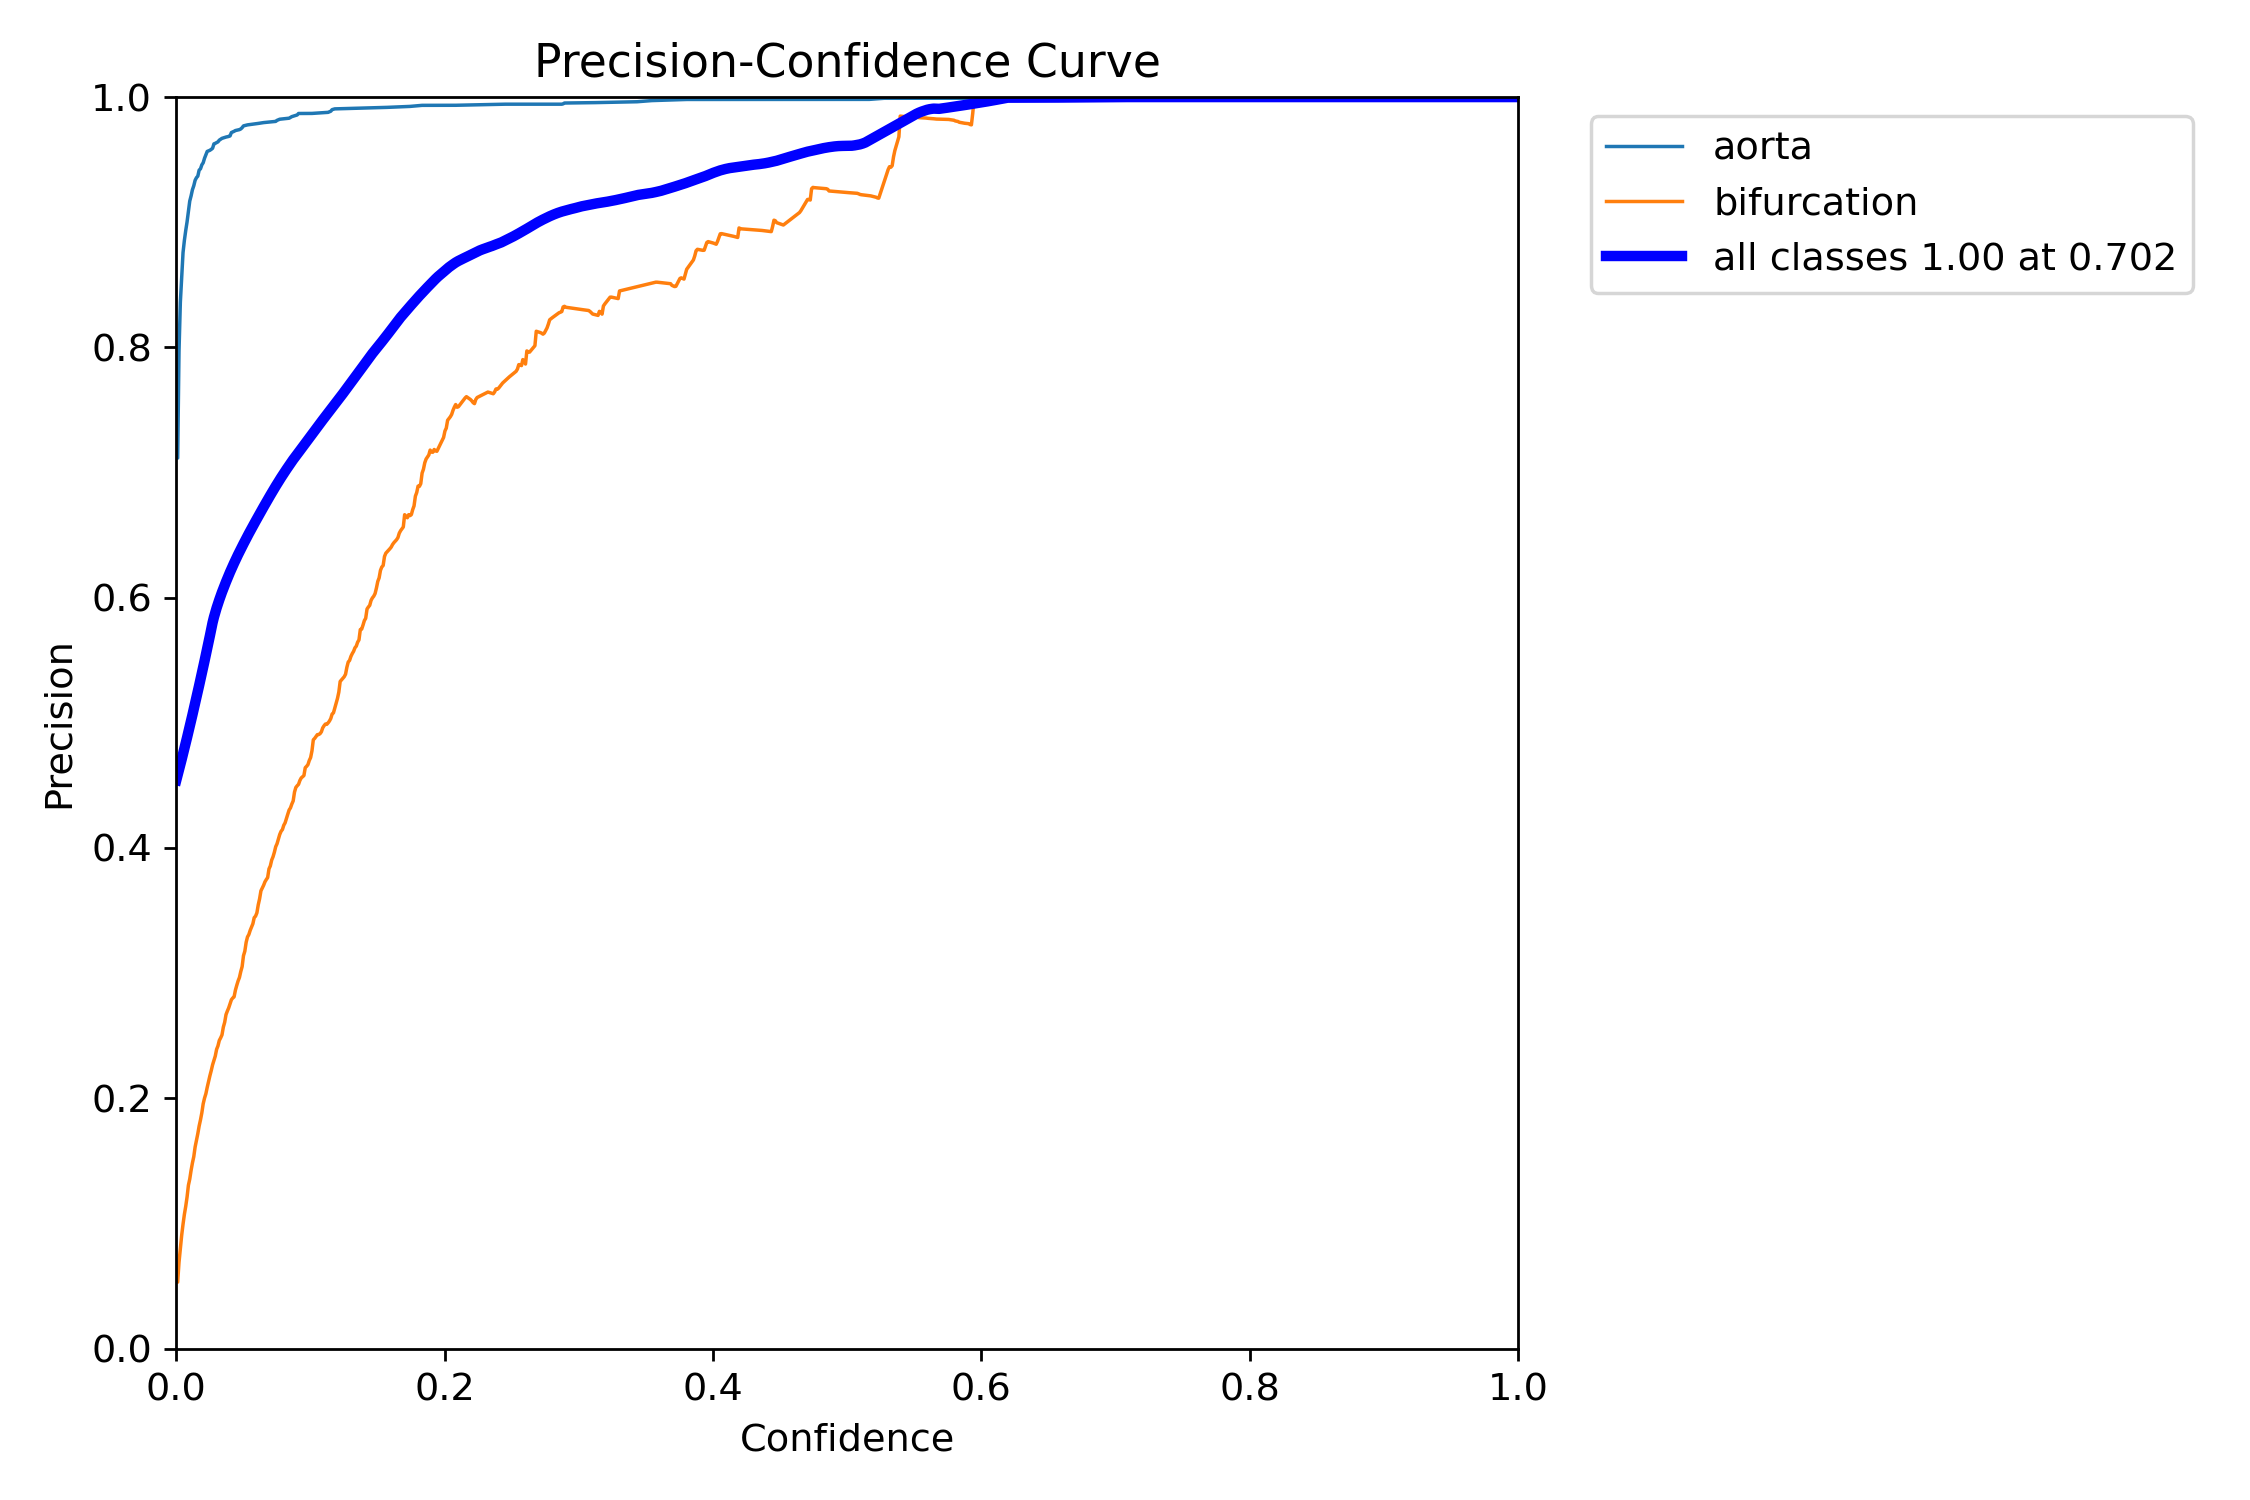 Precision-Confidence Curve
1.0
0.8
0.6
0.4
0.2
0.0
Precision
0.0 0.2 0.4 0.6 0.8 1.0
Confidence
aorta
bifurcation
all classes 1.00 at 0.702